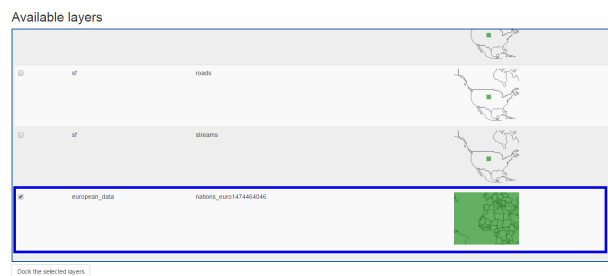 Available layers
sf roads
sf streams
european_data nations_euro1474464046
Dock the selected layers